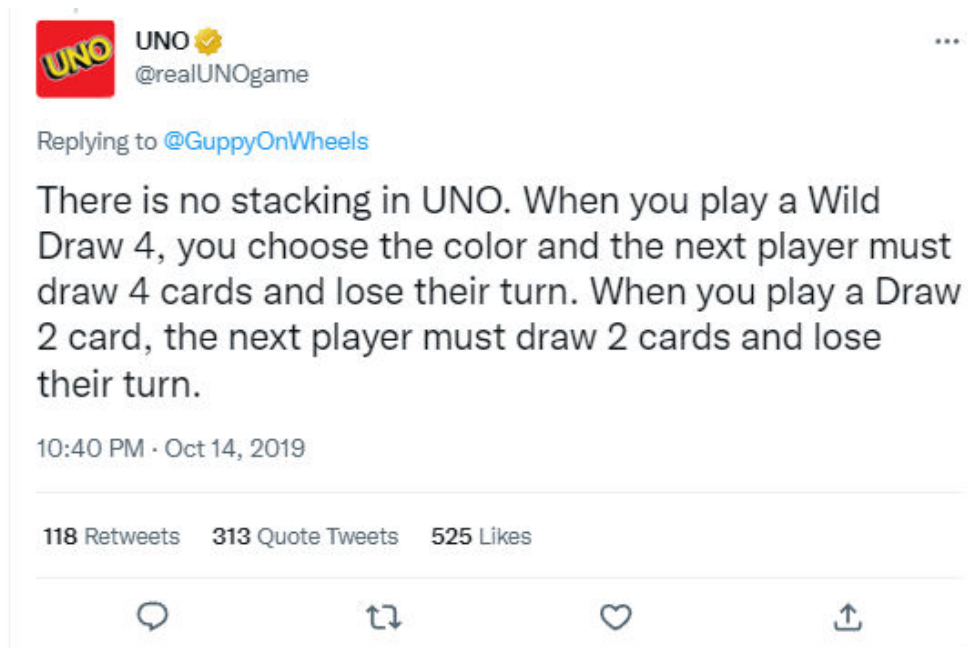 UNO
UNO
@realUNOgame
Replying to @GuppyOnWheels
There is no stacking in UNO. When you play a Wild
Draw 4, you choose the color and the next player must
draw 4 cards and lose their turn. When you play a Draw
2 card, the next player must draw 2 cards and lose
their turn.
10:40 PM · Oct 14, 2019
118 Retweets 313 Quote Tweets 525 Likes